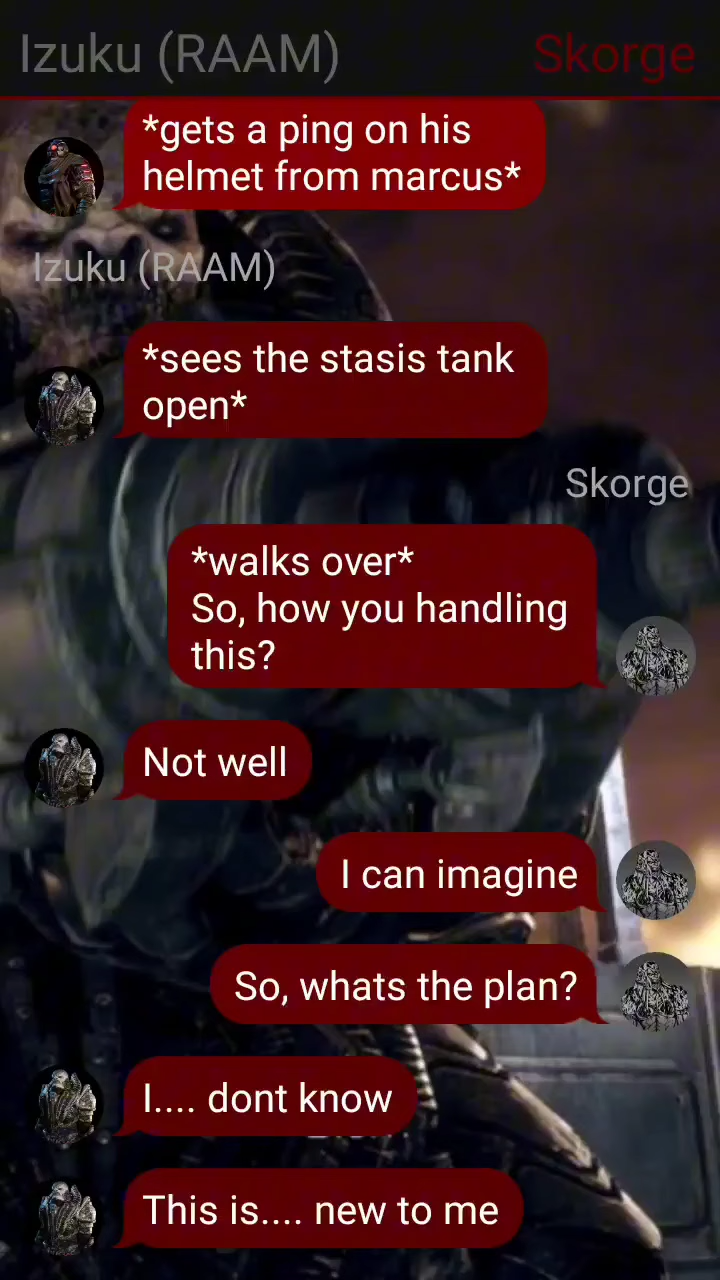 Izuku (RAAM)
Skorge
*gets a ping on his
helmet from marcus*
Izuku (RAAM)
*sees the stasis tank
open*
Skorge
*walks over*
So, how you handling
this?
Not well
I can imagine
So, whats the plan?
I.... dont know
This is.... new to me